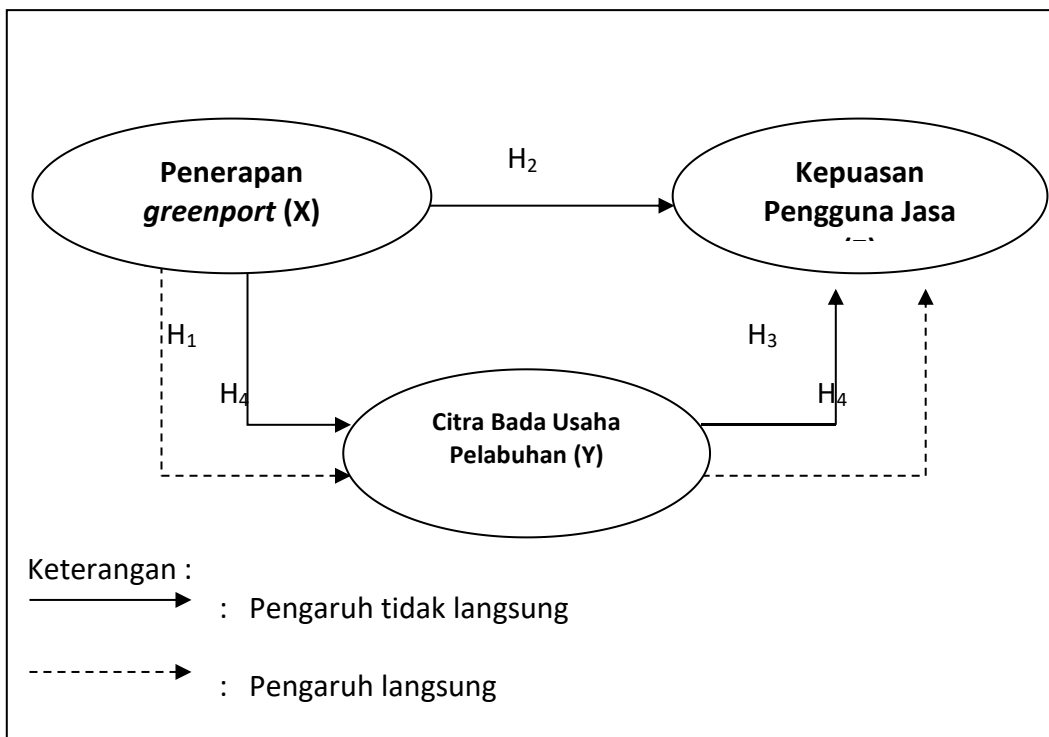 Penerapan
greenport (X)
H2
Kepuasan
Pengguna Jasa
H1
H3
H4
H4
Citra Bada Usaha
Pelabuhan (Y)
Keterangan :
: Pengaruh tidak langsung
: Pengaruh langsung